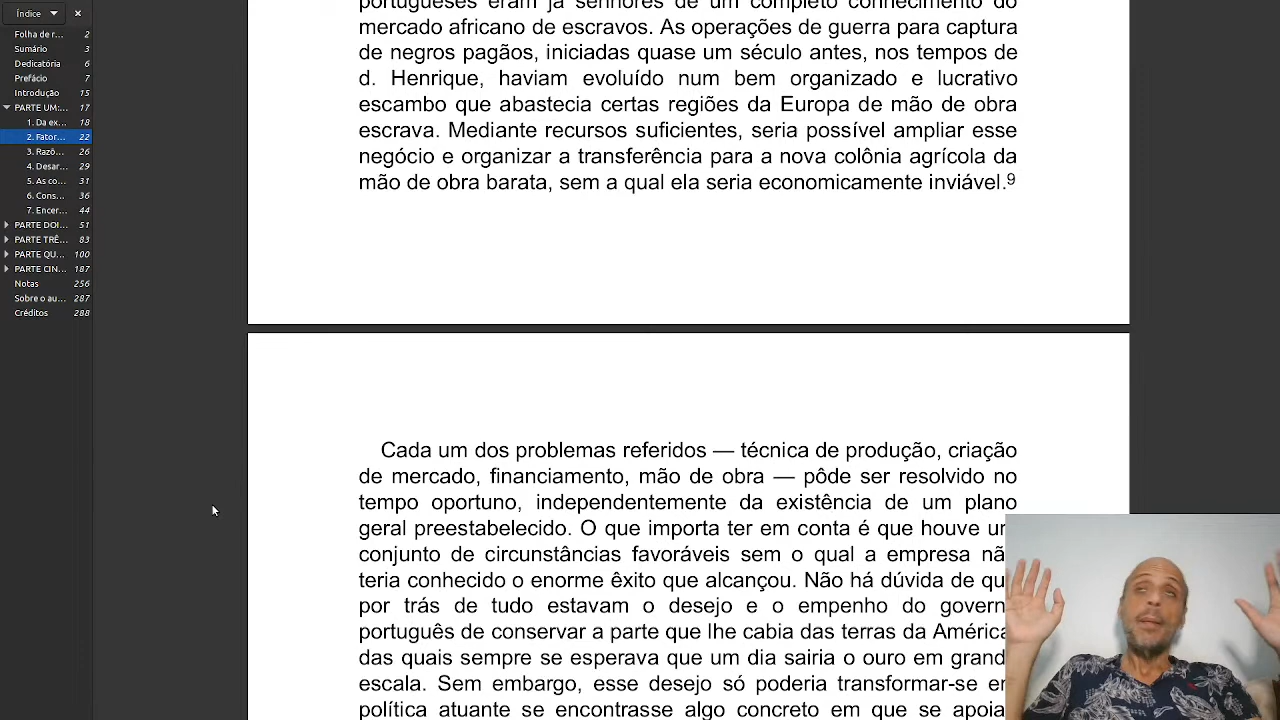 Índice
Folha de r... 2
Sumário 3
Dedicatória 6
Prefácio 7
Introdução 15
PARTE UM:... 17
1. Da ex... 18
2. Fator... 22
3. Razõ... 26
4. Desar... 29
5. As co... 31
6. Cons... 36
7. Encer... 44
PARTE DOI... 51
PARTE TRÊ... 83
PARTE QU... 100
PARTE CIN... 187
Notas 256
Sobre o au... 287
Créditos 288
portugueses eram já senhores de um completo conhecimento do
mercado africano de escravos. As operações de guerra para captura
de negros pagãos, iniciadas quase um século antes, nos tempos de
d. Henrique, haviam evoluído num bem organizado e lucrativo
escambo que abastecia certas regiões da Europa de mão de obra
escrava. Mediante recursos suficientes, seria possível ampliar esse
negócio e organizar a transferência para a nova colônia agrícola da
mão de obra barata, sem a qual ela seria economicamente inviável.9
Cada um dos problemas referidos — técnica de produção, criação
de mercado, financiamento, mão de obra — pôde ser resolvido no
tempo oportuno, independentemente da existência de um plano
geral preestabelecido. O que importa ter em conta é que houve
conjunto de circunstâncias favoráveis sem o qual a empresa
teria conhecido o enorme êxito que alcançou. Não há dúvida de
por trás de tudo estavam o desejo e o empenho do
português de conservar a parte que lhe cabia das terras da América
das quais sempre se esperava que um dia sairia o ouro em
escala. Sem embargo, esse desejo só poderia transformar-se
política atuante se encontrasse algo concreto em que se